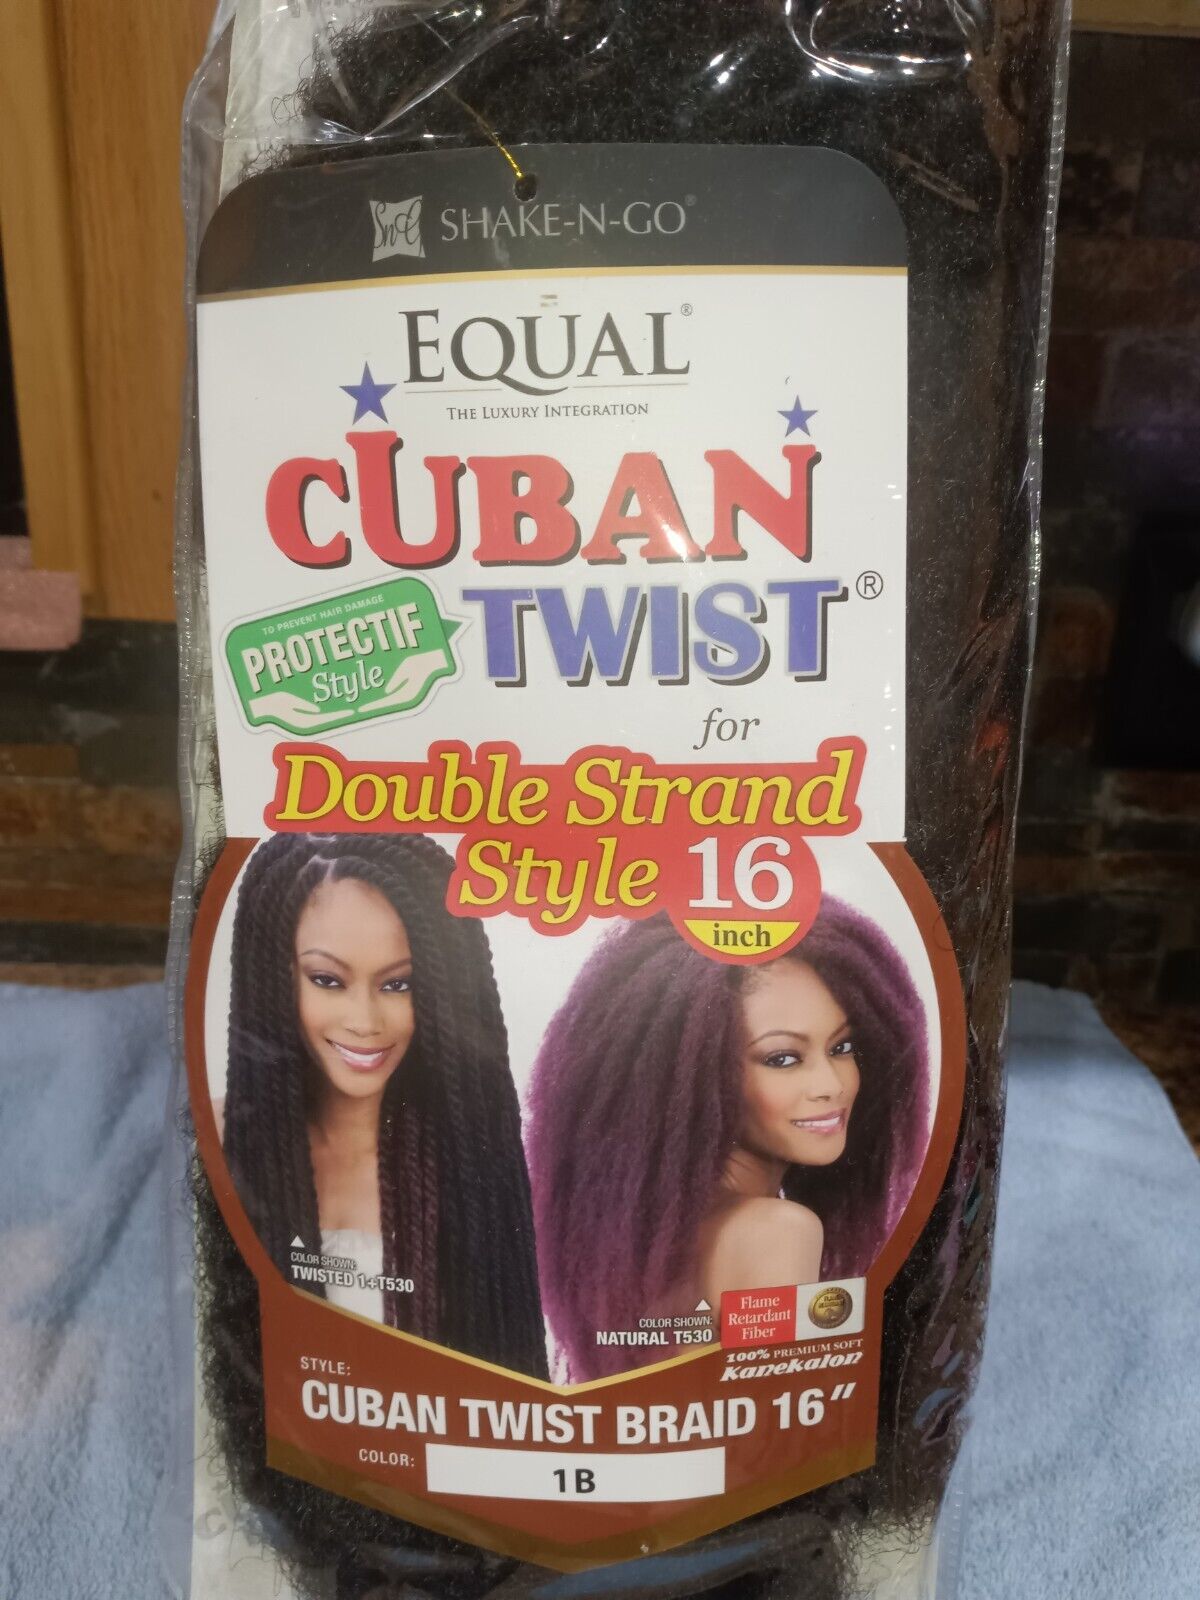 SnG SHAKE-N-GO®
EQUAL®
THE LUXURY INTEGRATION
CUBAN
TWIST®
TO PREVENT HAIR DAMAGE
PROTECTIF
Style
for
Double Strand
Style 16
inch
COLOR SHOWN:
TWISTED 1+T530
COLOR SHOWN:
NATURAL T530
Flame
Retardant
Fiber
100% PREMIUM SOFT
Kanekalon
STYLE:
CUBAN TWIST BRAID 16"
COLOR:
1B